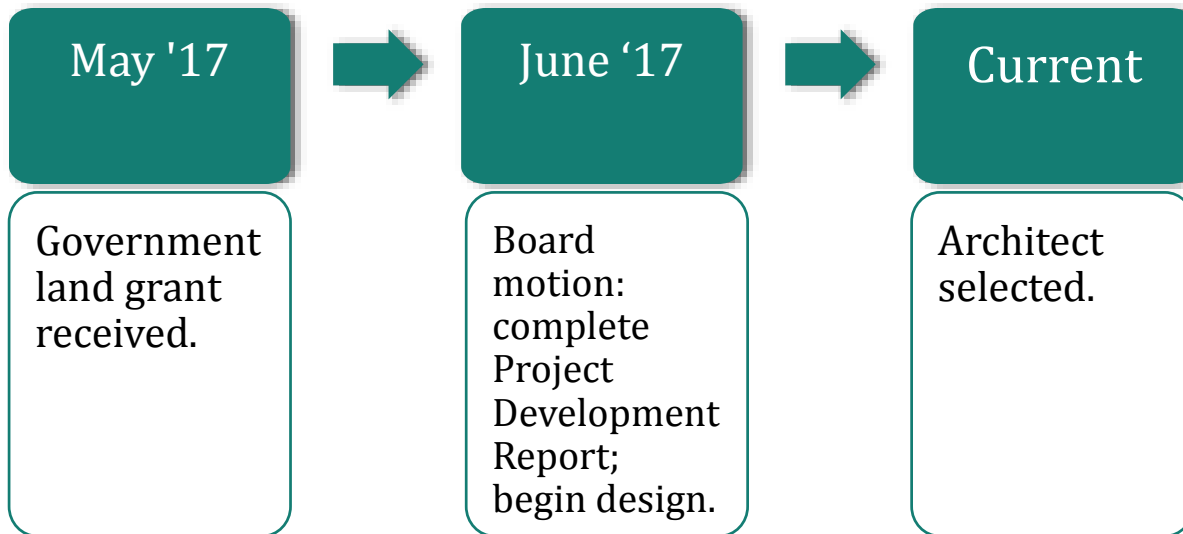 May '17
Government
land grant
received.
June ‘17
Board
motion:
complete
Project
Development
Report;
begin design.
Current
Architect
selected.